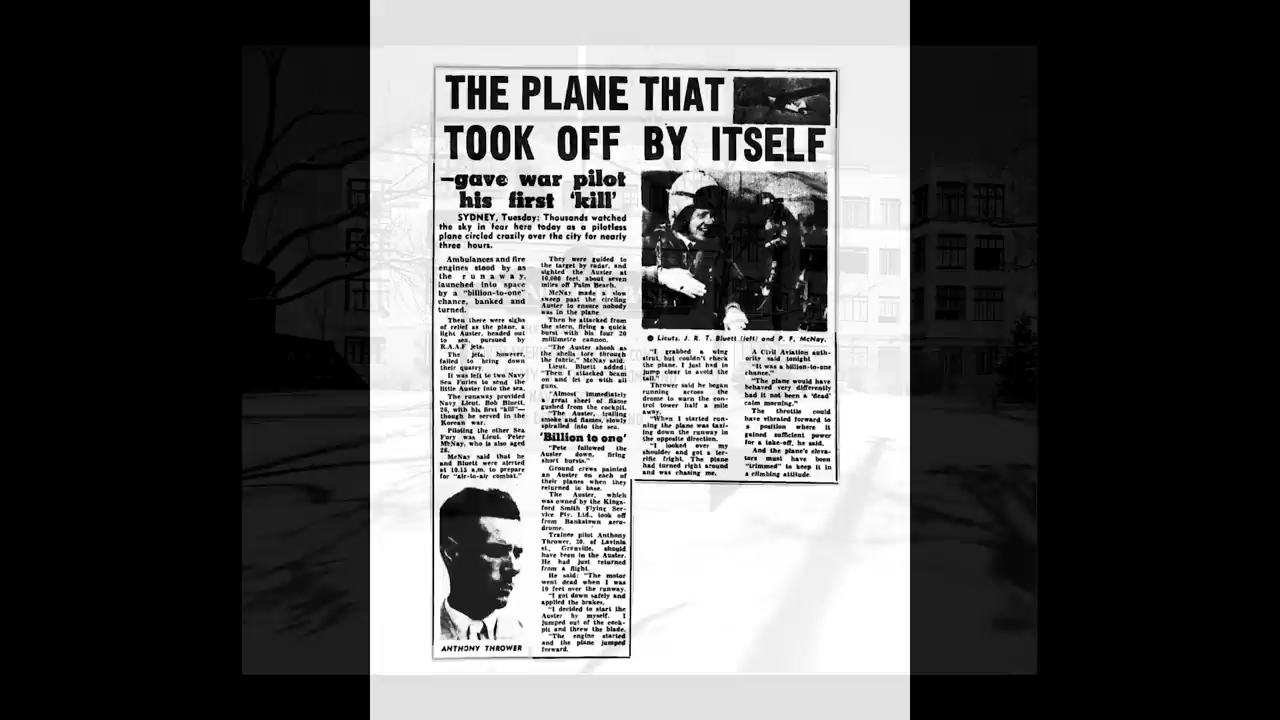 THE PLANE THAT
TOOK OFF BY ITSELF
—gave war pilot
his first 'kill'
SYDNEY, Tuesday: Thousands watched
the sky in fear here today as a pilotless
plane circled crazily over the city for nearly
three hours.
Ambulances and fire
engines stood by as
the runaway,
launched into space
by a "billion-to-one"
chance, banked and
turned.
Then there were sighs
of relief as the plane, a
light Auster, headed out
to sea, pursued by
R.A.A.F jets.
The jets, however,
failed to bring down
their quarry.
It was left to two Navy
Sea Furies to send the
little Auster into the sea.
The runaway provided
Navy Lieut. Bob Bluett,
26, with his first "kill"—
though he served in the
Korean war.
Piloting the other Sea
Fury was Lieut. Peter
McNay, who is also aged
26.
McNay said that he
and Bluett were alerted
at 10.15 a.m. to prepare
for "air-to-air combat."
ANTHONY THROWER
They were guided to
the target by radar, and
sighted the Auster at
10,000 feet, about seven
miles off Palm Beach.
McNay made a slow
sweep past the circling
Auster to ensure nobody
was in the plane
Then he attacked from
the stern, firing a quick
burst with his four 20
millimetre cannon.
"The Auster shook as
the shells tore through
the fabric," McNay said.
Lieut. Bluett added:
"Then I attacked beam
on and let go with all
guns.
"Almost immediately
a great sheet of flame
gushed from the cockpit.
"The Auster, trailing
smoke and flames, slowly
spiralled into the sea.
'Billion to one'
"Pete followed the
Auster down, firing
short bursts."
Ground crews painted
an Auster on each of
their planes when they
returned to base.
The Auster, which
was owned by the Kings-
ford Smith Flying Ser-
vice Pty. Ltd., took off
from Bankstown aero-
drome.
Trainee pilot Anthony
Thrower, 30, of Lavinia
st., Granville, should
have been in the Auster.
He had just returned
from a flight.
He said: "The motor
went dead when I was
10 feet over the runway.
"I got down safely and
applied the brakes.
"I decided to start the
Auster by myself. I
jumped out of the cock-
pit and threw the blade.
"The engine started
and the plane jumped
forward.
● Lieuts. J. R. T. Bluett (left) and P. F. McNay.
"I grabbed a wing
strut, but couldn't check
the plane. I just had to
jump clear to avoid the
tail."
Thrower said he began
running across the
drome to warn the con-
trol tower half a mile
away.
"When I started run-
ning the plane was taxi-
ing down the runway in
the opposite direction.
"I looked over my
shoulder and got a ter-
rific fright. The plane
had turned right around
and was chasing me.
A Civil Aviation auth-
ority said tonight
"It was a billion-to-one
chance."
"The plane would have
behaved very differently
had it not been a 'dead'
calm morning."
The throttle could
have vibrated forward to
a position where it
gained sufficient power
for a take-off, he said.
And the plane's eleva-
tors must have been
"trimmed" to keep it in
a climbing attitude.